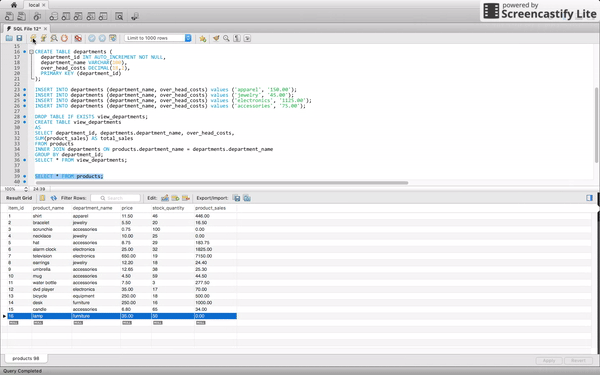 local
powered by
Screencastify Lite
SQL File 12*
Limit to 1000 rows
15
16 CREATE TABLE departments (
17 department_id INT AUTO_INCREMENT NOT NULL,
18 department_name VARCHAR(100),
19 over_head_costs DECIMAL(10,2),
20 PRIMARY KEY (department_id)
21 );
22
23 INSERT INTO departments (department_name, over_head_costs) values ('apparel', '150.00');
24 INSERT INTO departments (department_name, over_head_costs) values ('jewelry', '45.00');
25 INSERT INTO departments (department_name, over_head_costs) values ('electronics', '1125.00');
26 INSERT INTO departments (department_name, over_head_costs) values ('accessories', '75.00');
28 DROP TABLE IF EXISTS view_departments;
29 CREATE TABLE view_departments
30 AS
31 SELECT department_id, departments.department_name, over_head_costs,
32 SUM(product_sales) AS total_sales
33 FROM products
34 INNER JOIN departments ON products.department_name = departments.department_name
35 GROUP BY department_id;
36 SELECT * FROM view_departments;
38
39 SELECT * FROM products;
100% 24:39
Result Grid Filter Rows: Search Edit: Export/Import:
item_id product_name department_name price stock_quantity product_sales
1 shirt apparel 11.50 46 446.00
2 bracelet jewelry 5.50 20 16.50
3 scrunchie accessories 0.75 100 0.00
4 necklace jewelry 10.00 25 0.00
5 hat accessories 8.75 29 183.75
6 alarm clock electronics 25.00 32 1825.00
7 television electronics 650.00 19 7150.00
8 earrings jewelry 12.20 18 24.40
9 umbrella accessories 12.65 38 25.30
10 mug accessories 4.50 59 44.50
11 water bottle accessories 7.50 3 277.50
12 dvd player electronics 35.00 17 70.00
13 bicycle equipment 250.00 18 500.00
14 desk furniture 250.00 16 1000.00
15 candle accessories 6.80 65 34.00
16 lamp furniture 35.00 35 0.00
NULL NULL NULL NULL NULL NULL
products 98
Apply Revert
Query Completed